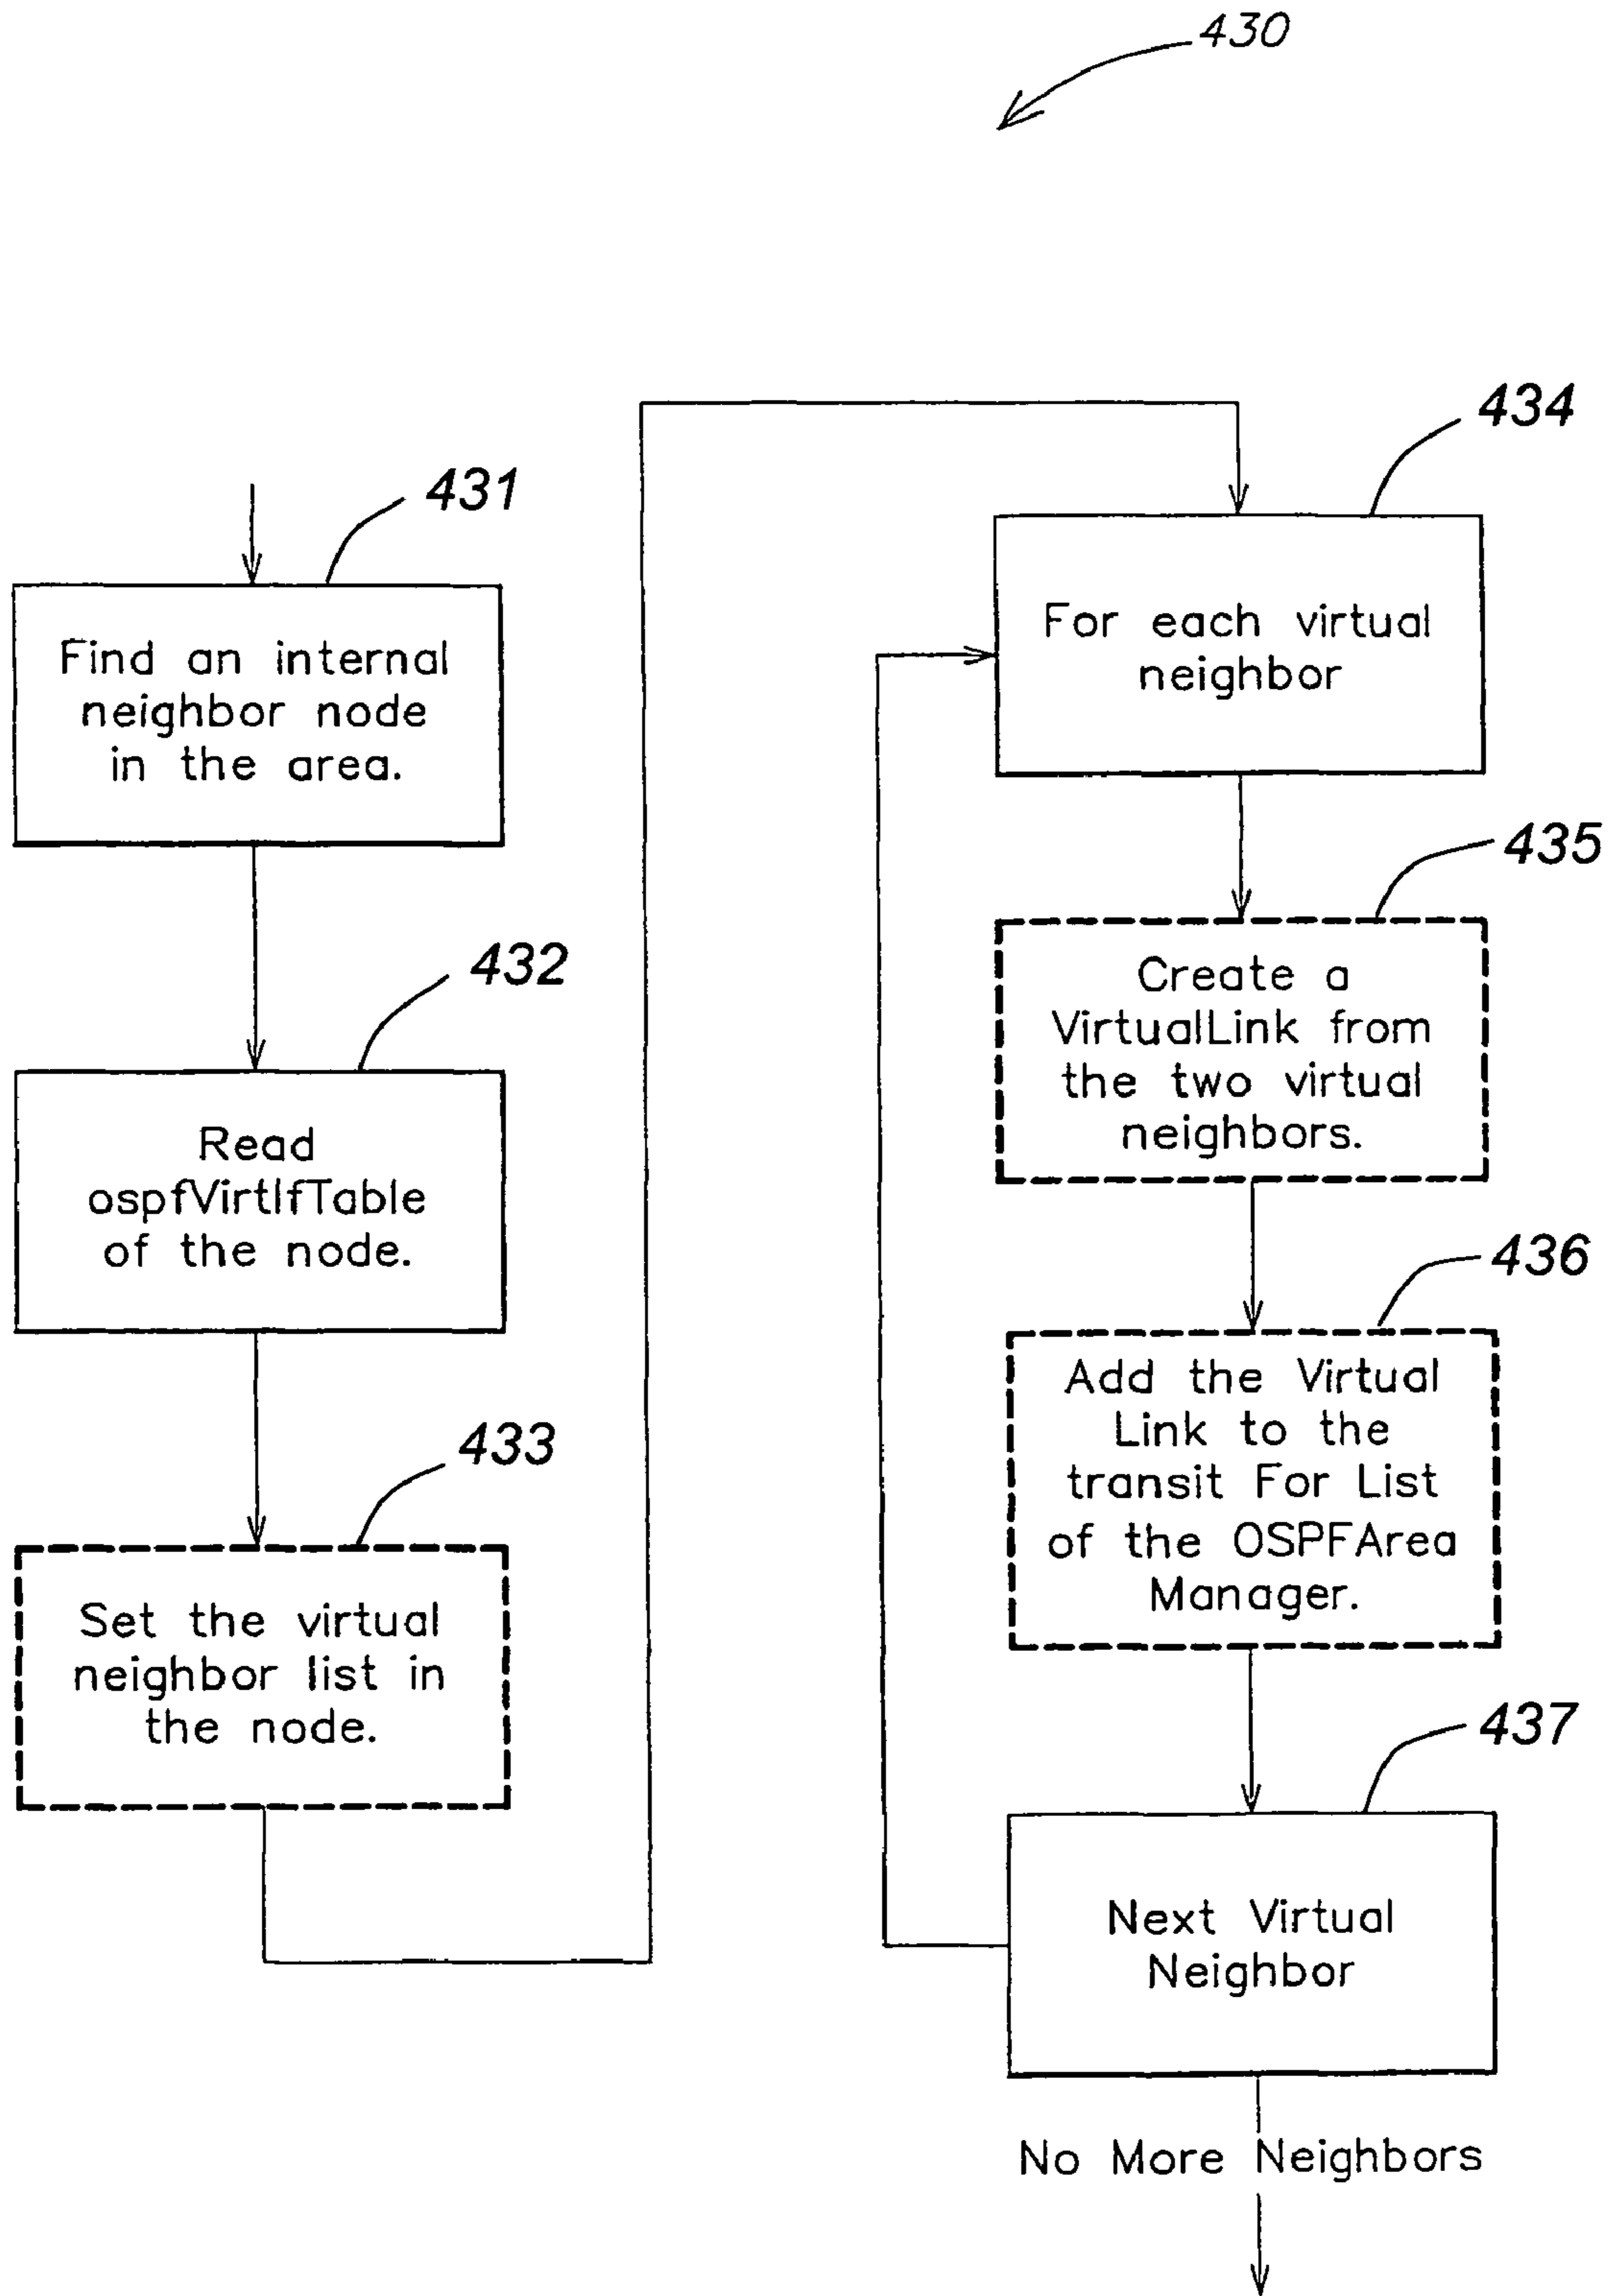 430
431
Find an internal
neighbor node
in the area.
432
Read
ospfVirtIfTable
of the node.
433
Set the virtual
neighbor list in
the node.
434
For each virtual
neighbor
435
Create a
VirtualLink from
the two virtual
neighbors.
436
Add the Virtual
Link to the
transit For List
of the OSPFArea
Manager.
437
Next Virtual
Neighbor
No More Neighbors